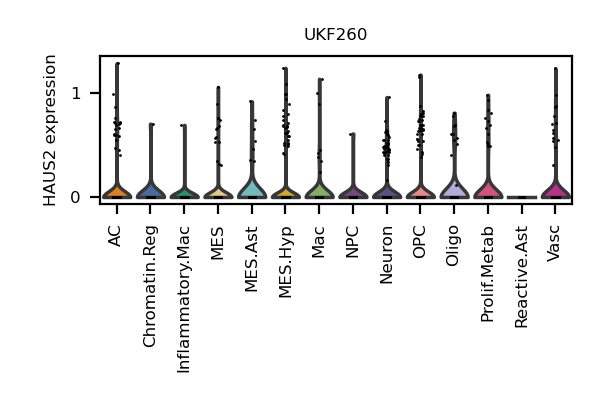 UKF260
HAUS2 expression
1
0
AC
Chromatin.Reg
Inflammatory.Mac
MES
MES.Ast
MES.Hyp
Mac
NPC
Neuron
OPC
Oligo
Prolif.Metab
Reactive.Ast
Vasc